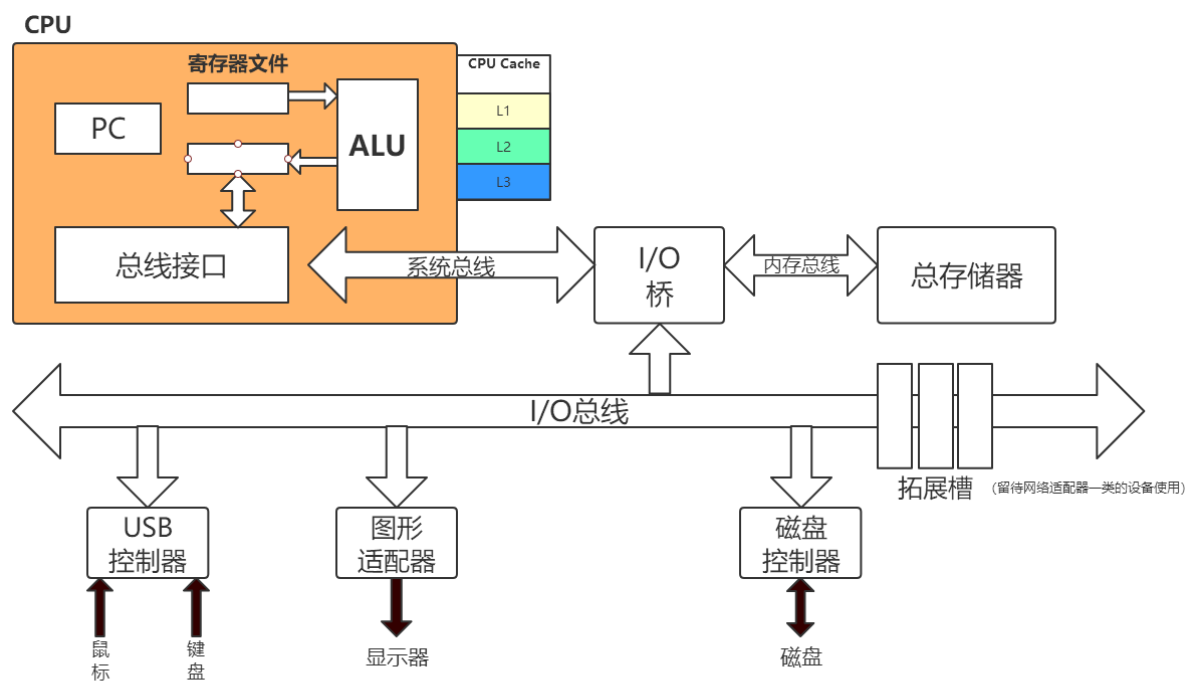 CPU
寄存器文件
CPU Cache
L1
PC
ALU
L2
L3
总线接口
系统总线
I/O
桥
内存总线
总存储器
I/O总线
拓展槽
（留待网络适配器一类的设备使用）
USB
控制器
图形
适配器
磁盘
控制器
鼠
标
键
盘
显示器
磁盘